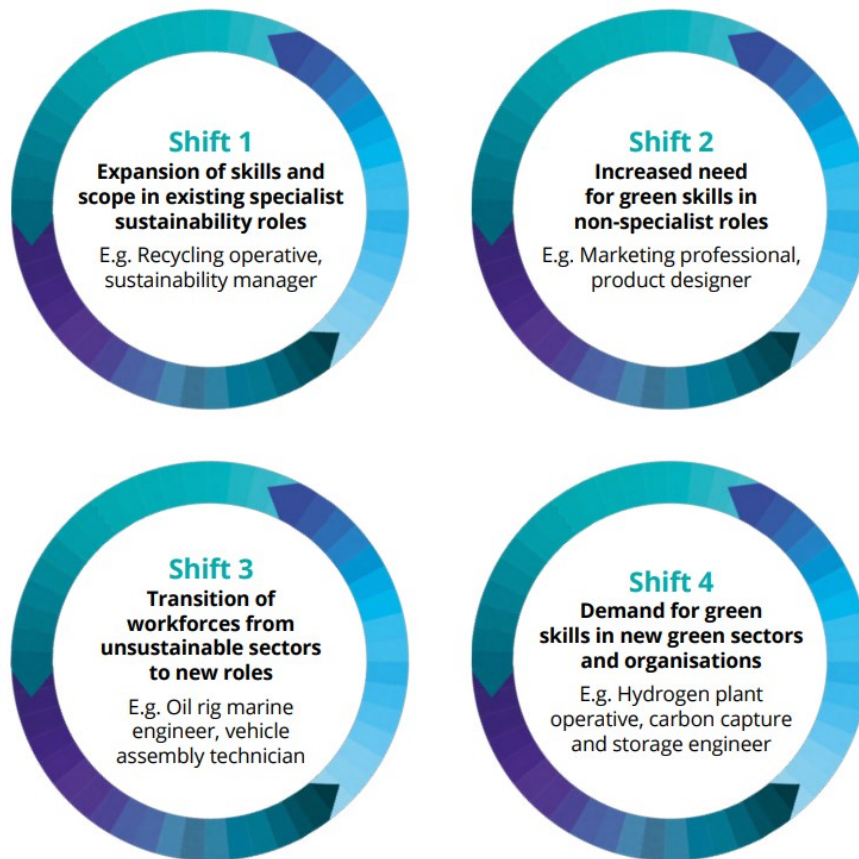 Shift 1
Expansion of skills and
scope in existing specialist
sustainability roles
E.g. Recycling operative,
sustainability manager
Shift 2
Increased need
for green skills in
non-specialist roles
E.g. Marketing professional,
product designer
Shift 3
Transition of
workforces from
unsustainable sectors
to new roles
E.g. Oil rig marine
engineer, vehicle
assembly technician
Shift 4
Demand for green
skills in new green sectors
and organisations
E.g. Hydrogen plant
operative, carbon capture
and storage engineer